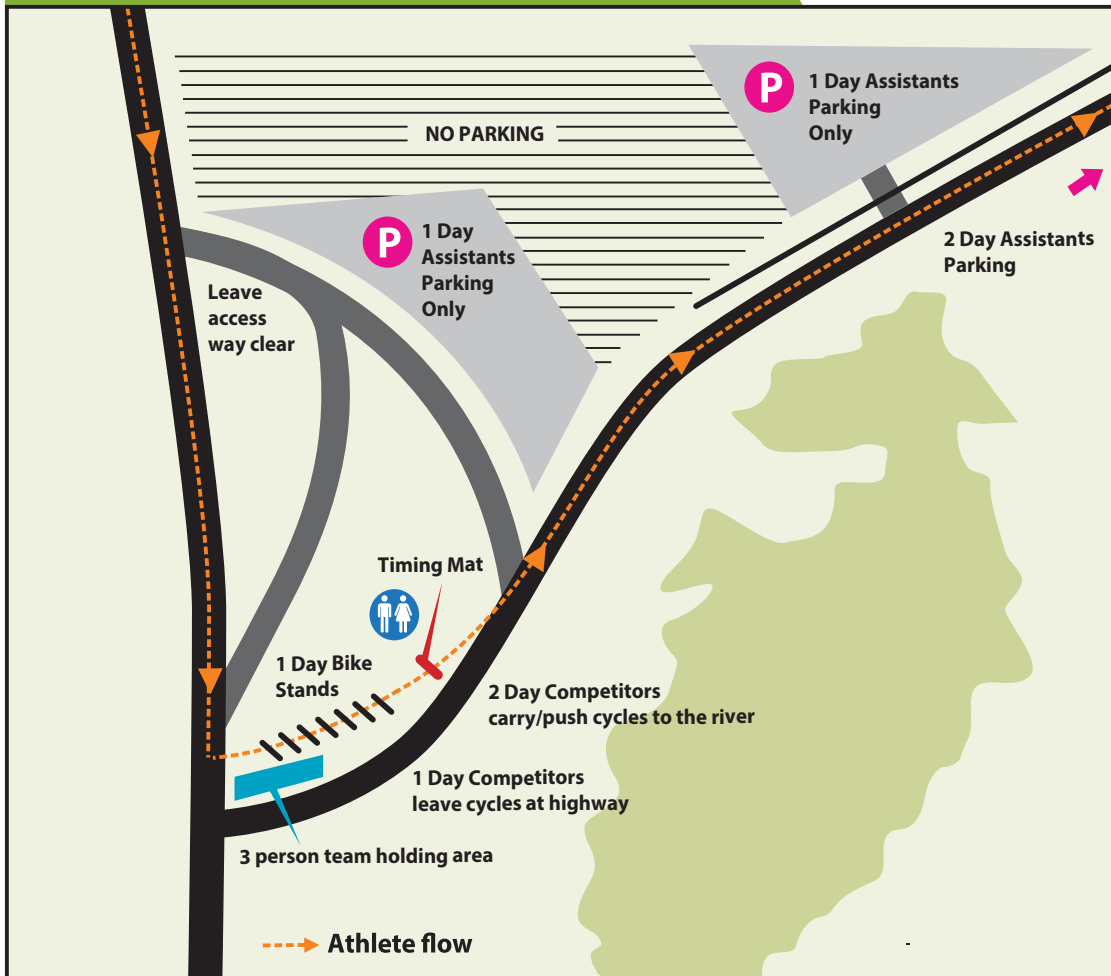 P
1 Day Assistants
Parking
Only
NO PARKING
P
1 Day
Assistants
Parking
Only
2 Day Assistants
Parking
Leave
access
way clear
Timing Mat
1 Day Bike
Stands
2 Day Competitors
carry/push cycles to the river
1 Day Competitors
leave cycles at highway
3 person team holding area
Athlete flow